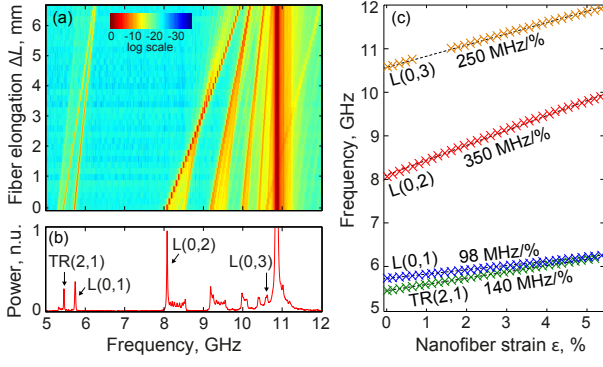 (a)
0 -10 -20 -30
log scale
Fiber elongation ΔL, mm
6
5
4
3
2
1
0
(b)
Power, n.u.
1
0
TR(2,1)
L(0,1)
L(0,2)
L(0,3)
5 6 7 8 9 10 11 12
Frequency, GHz
(c)
Frequency, GHz
12
11
10
9
8
7
6
5
L(0,3)
250 MHz/%
L(0,2)
350 MHz/%
L(0,1)
98 MHz/%
TR(2,1)
140 MHz/%
0 1 2 3 4 5
Nanofiber strain ε, %